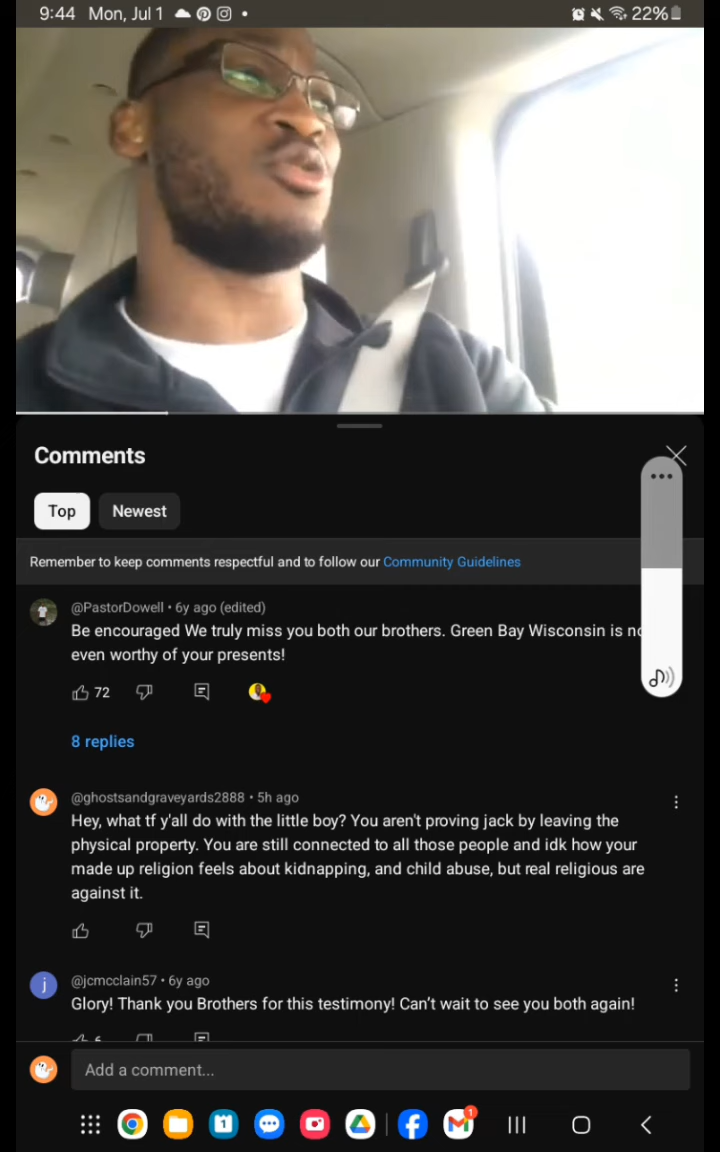 9:44 Mon, Jul 1 22%
Comments
Top Newest
Remember to keep comments respectful and to follow our Community Guidelines
@PastorDowell • 6y ago (edited)
Be encouraged We truly miss you both our brothers. Green Bay Wisconsin is
even worthy of your presents!
72
8 replies
@ghostsandgraveyards2888 • 5h ago
Hey, what tf y'all do with the little boy? You aren't proving jack by leaving the
physical property. You are still connected to all those people and idk how your
made up religion feels about kidnapping, and child abuse, but real religious are
against it.
j
@jcmcclain57 • 6y ago
Glory! Thank you Brothers for this testimony! Can't wait to see you both again!
6
Add a comment...
1
1